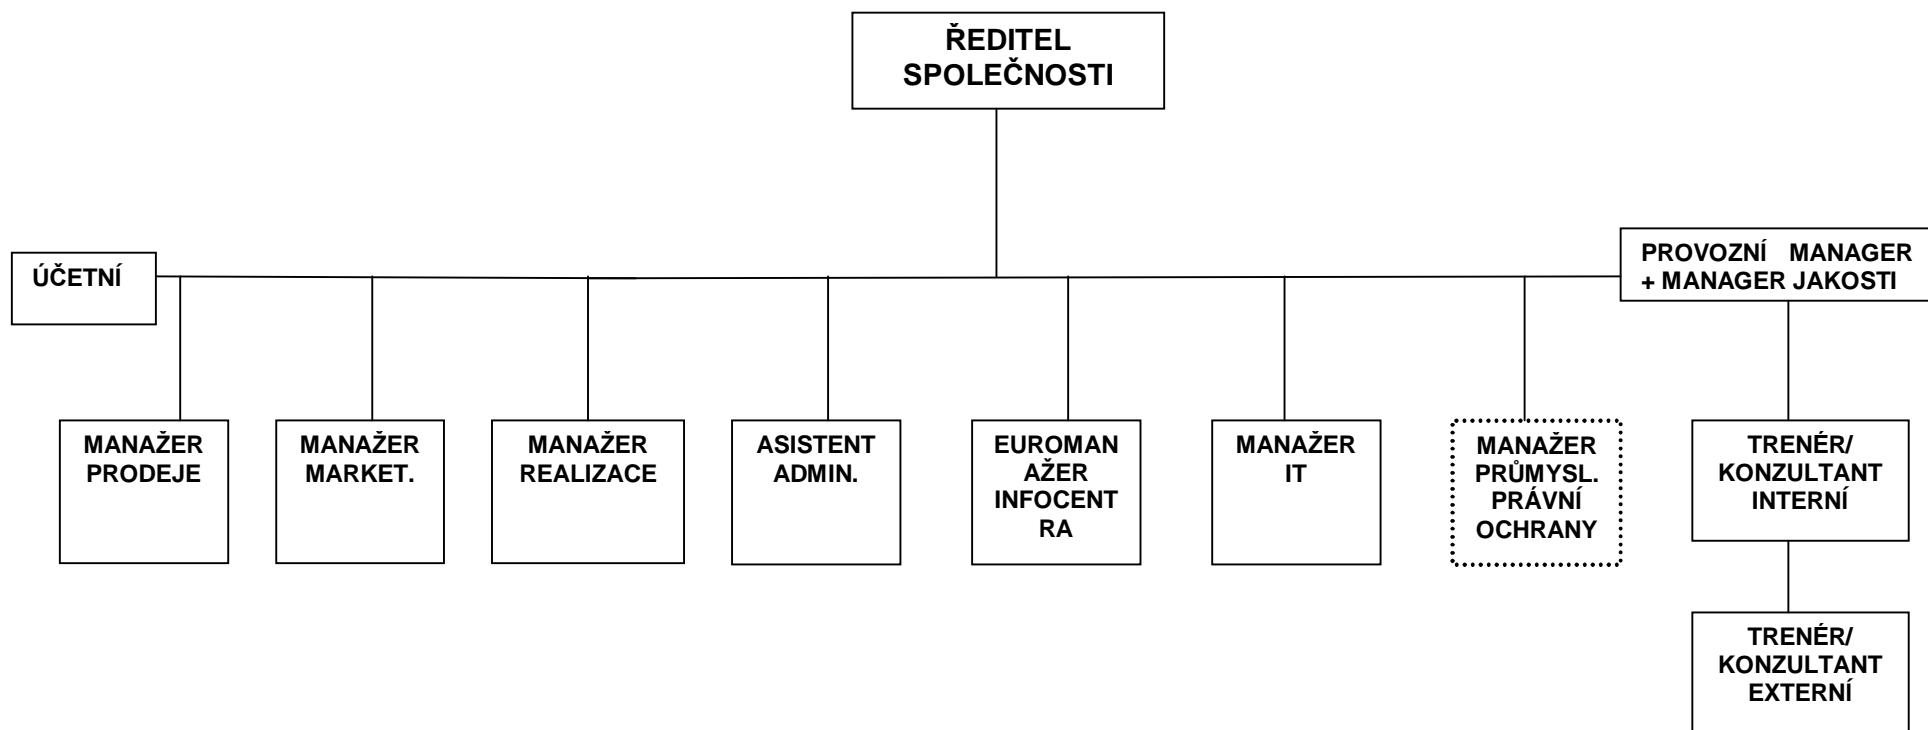 ŘEDITEL
SPOLEČNOSTI
ÚČETNÍ
PROVOZNÍ MANAGER
+ MANAGER JAKOSTI
MANAŽER
PRODEJE
MANAŽER
MARKET.
MANAŽER
REALIZACE
ASISTENT
ADMIN.
EUROMAN
AŽER
INFOCENT
RA
MANAŽER
IT
MANAŽER
PRŮMYSL.
PRÁVNÍ
OCHRANY
TRENÉR/
KONZULTANT
INTERNÍ
TRENÉR/
KONZULTANT
EXTERNÍ